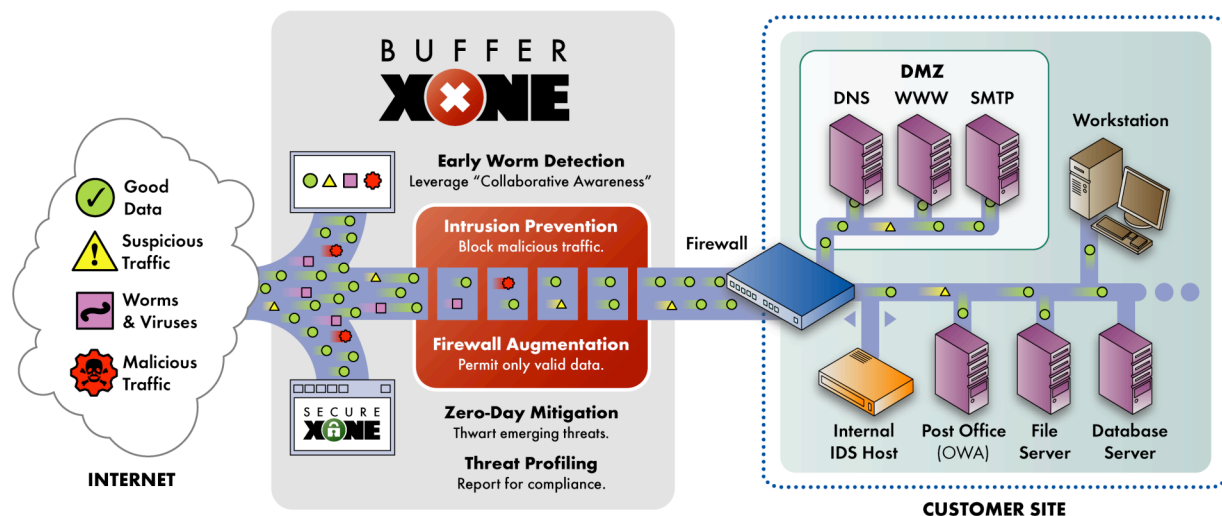 Good
Data
Suspicious
Traffic
Worms
& Viruses
Malicious
Traffic
INTERNET
BUFFER
XONE
Early Worm Detection
Leverage “Collaborative Awareness”
Intrusion Prevention
Block malicious traffic.
Firewall Augmentation
Permit only valid data.
SECURE
XONE
Zero-Day Mitigation
Thwart emerging threats.
Threat Profiling
Report for compliance.
Firewall
DMZ
DNS WWW SMTP
Workstation
Internal
IDS Host
Post Office
(OWA)
File
Server
Database
Server
CUSTOMER SITE